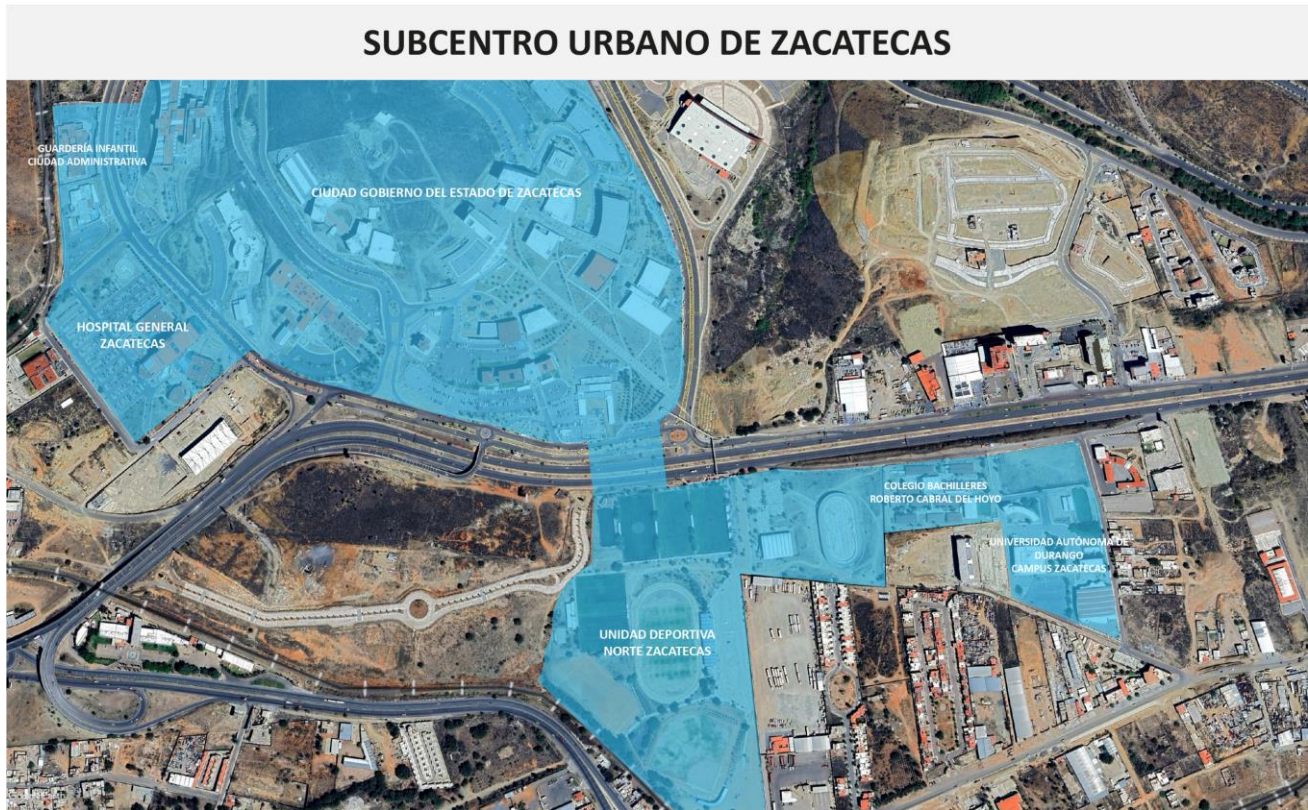 SUBCENTRO URBANO DE ZACATECAS
GUARDERÍA INFANTIL
CIUDAD ADMINISTRATIVA
CIUDAD GOBIERNO DEL ESTADO DE ZACATECAS
HOSPITAL GENERAL
ZACATECAS
COLEGIO BACHILLERES
ROBERTO CABRAL DEL HOYO
UNIVERSIDAD AUTÓNOMA DE
DURANGO
CAMPUS ZACATECAS
UNIDAD DEPORTIVA
NORTE ZACATECAS